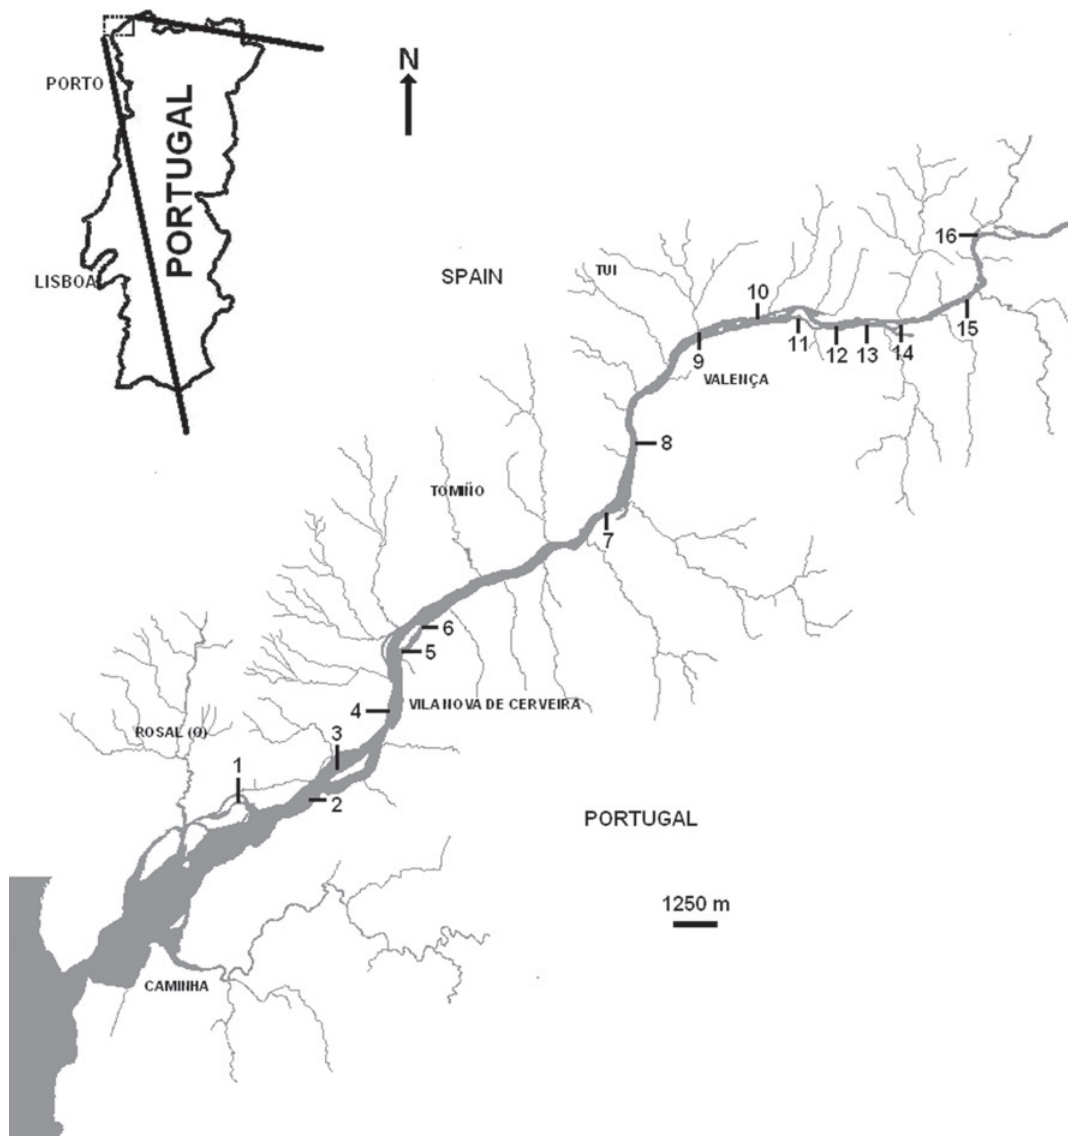 PORTO
PORTUGAL
LISBOA
N
SPAIN
TUI
16
10
15
11
12
13
14
9
VALENÇA
8
TOMIÑO
7
6
5
VILA NOVA DE CERVEIRA
4
ROSAL (O)
3
1
2
PORTUGAL
1250 m
CAMINHA